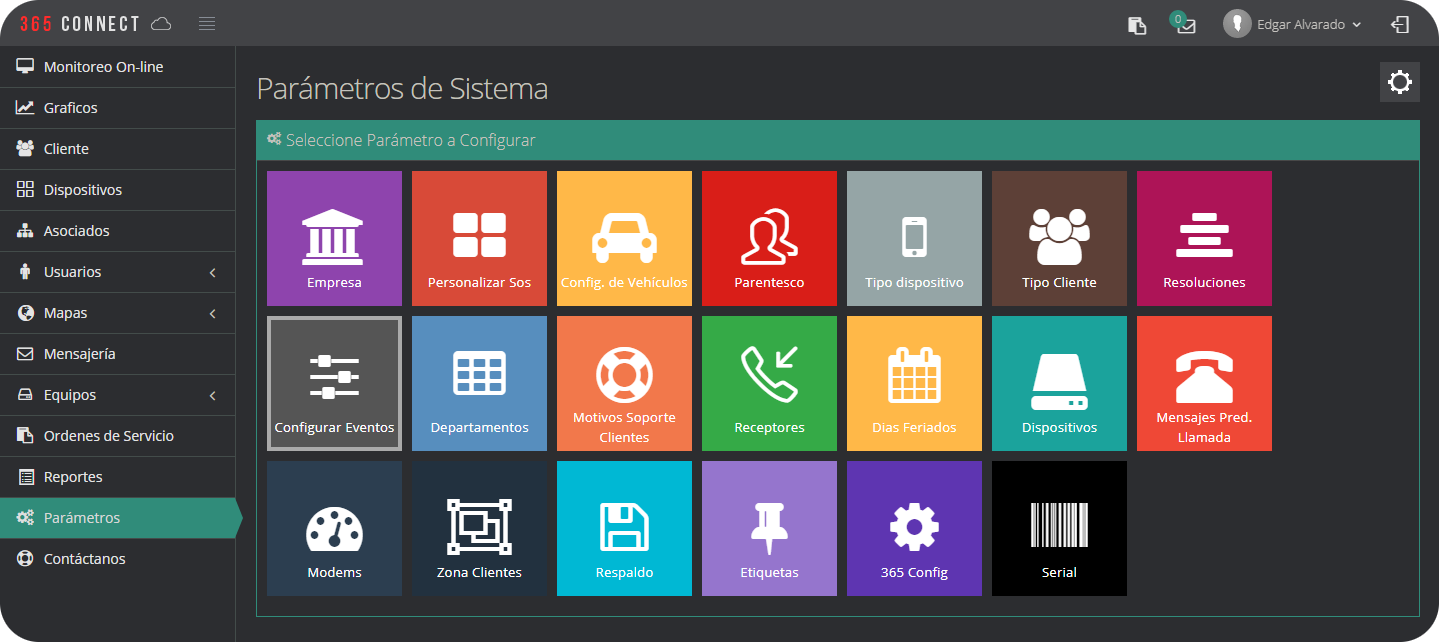 365 CONNECT
0
Edgar Alvarado
Monitoreo On-line
Graficos
Cliente
Dispositivos
Asociados
Usuarios
Mapas
Mensajería
Equipos
Ordenes de Servicio
Reportes
Parámetros
Contáctanos
Parámetros de Sistema
Seleccione Parámetro a Configurar
Empresa
Personalizar Sos
Config. de Vehículos
Parentesco
Tipo dispositivo
Tipo Cliente
Resoluciones
Configurar Eventos
Departamentos
Motivos Soporte
Clientes
Receptores
Dias Feriados
Dispositivos
Mensajes Pred.
Llamada
Modems
Zona Clientes
Respaldo
Etiquetas
365 Config
Serial